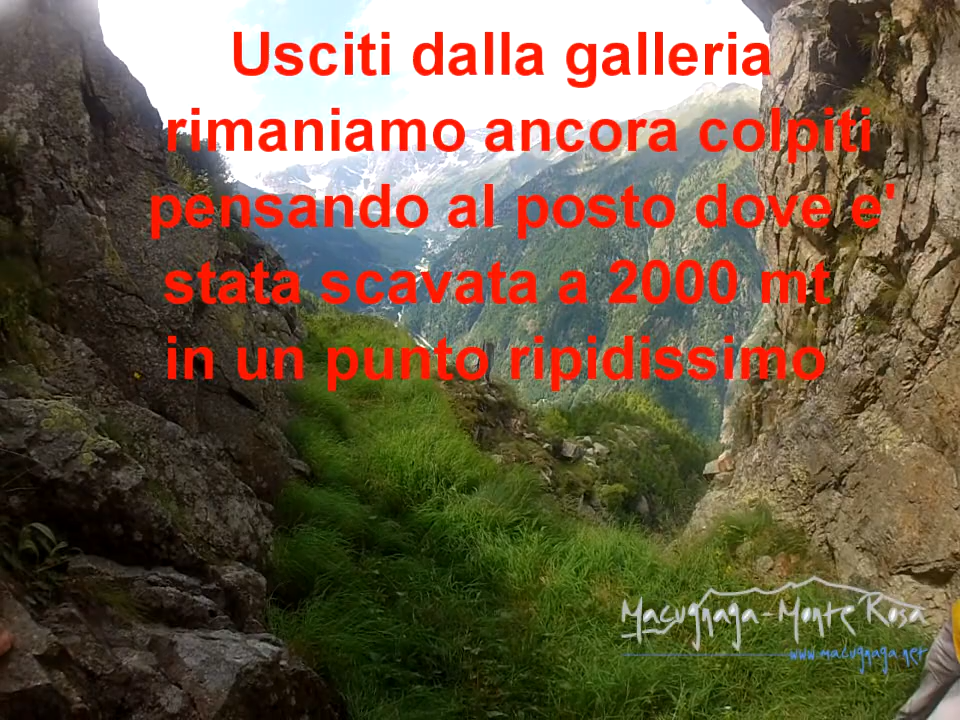 Usciti dalla galleria
rimaniamo ancora colpiti
pensando al posto dove e'
stata scavata a 2000 mt
in un punto ripidissimo
Macugnaga-Monte Rosa
www.macugnaga.net